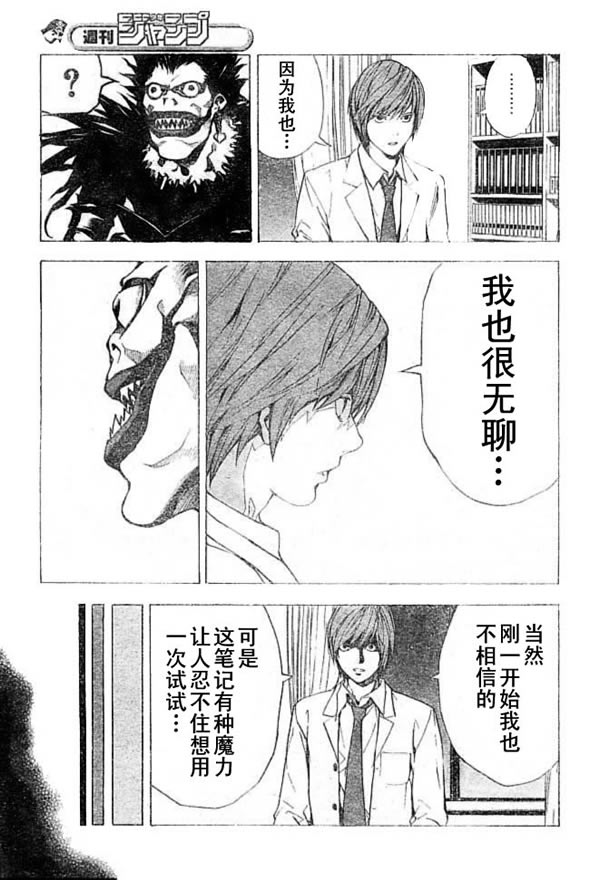 週刊
ジャンプ
………
因为我也…
?
我也很无聊…
当然
刚一开始我也
不相信的
可是
这笔记有种魔力
让人忍不住想用
一次试试…